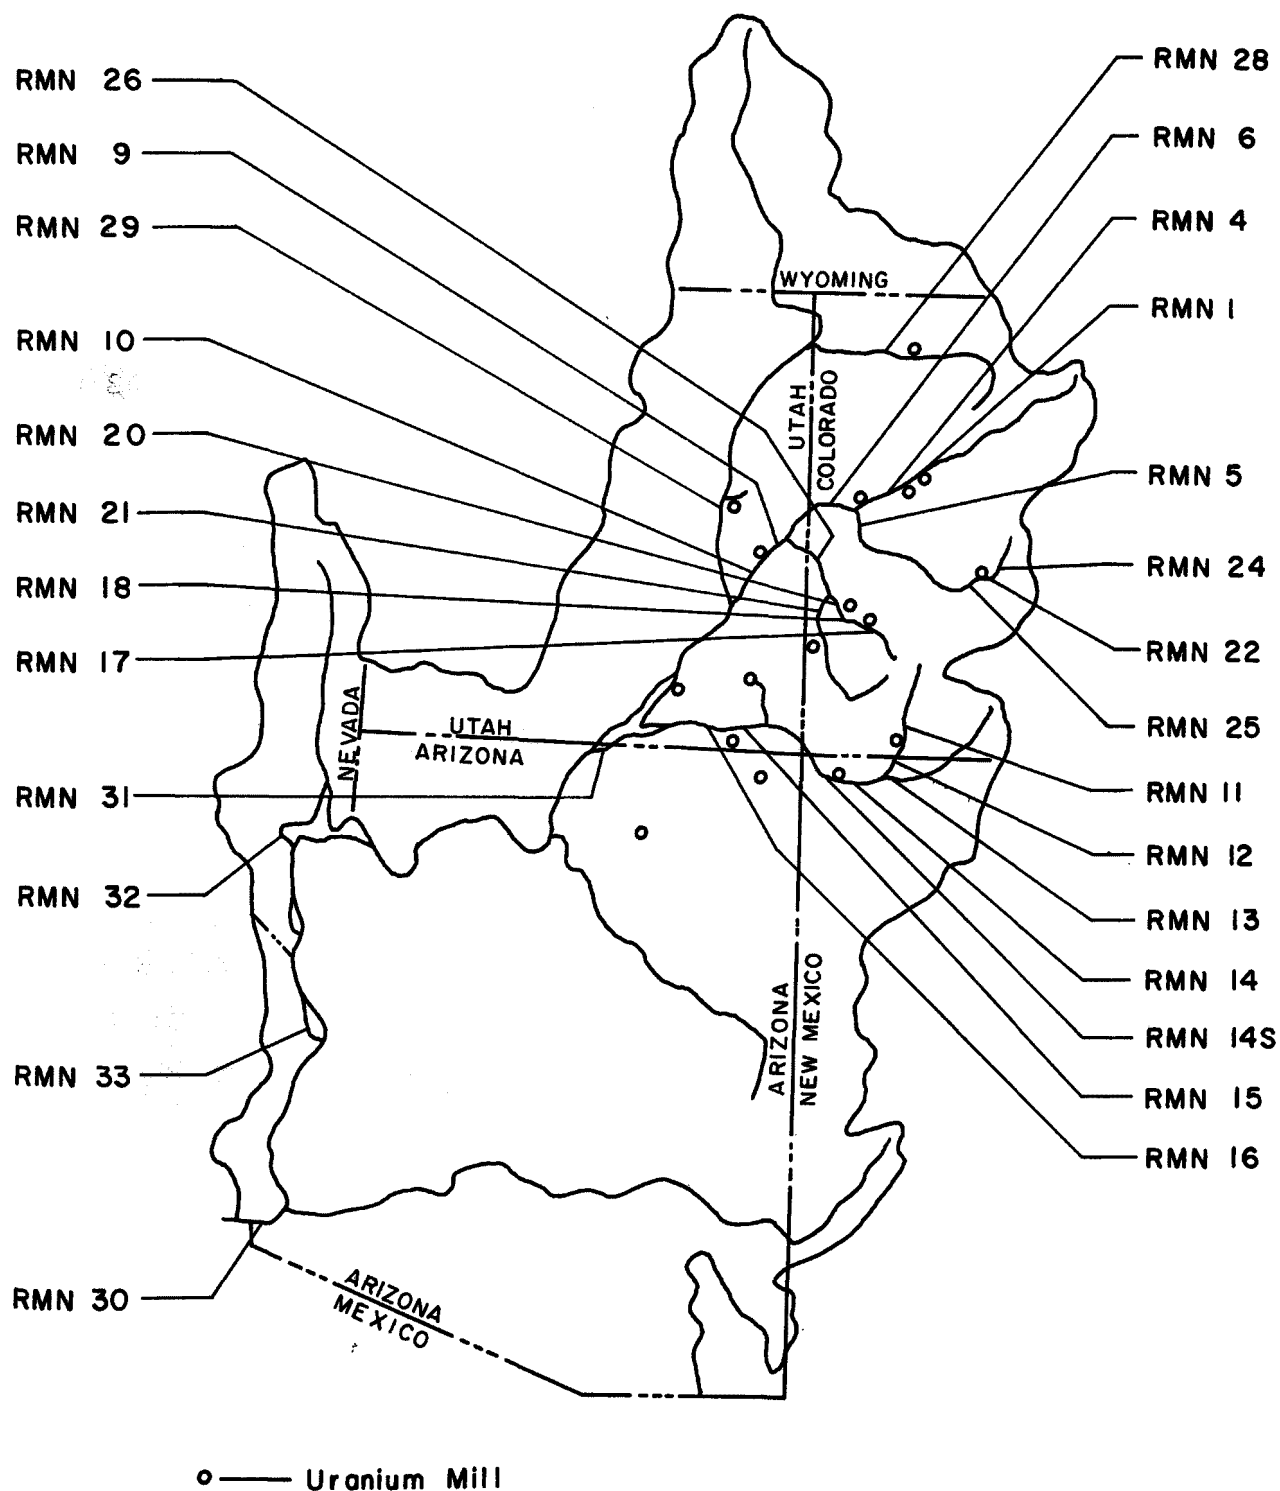 RMN 26
RMN 9
RMN 29
RMN 10
RMN 20
RMN 21
RMN 18
RMN 17
RMN 31
RMN 32
RMN 33
RMN 30
WYOMING
UTAH
COLORADO
NEVADA
UTAH
ARIZONA
ARIZONA
NEW MEXICO
ARIZONA
MEXICO
RMN 28
RMN 6
RMN 4
RMN 1
RMN 5
RMN 24
RMN 22
RMN 25
RMN 11
RMN 12
RMN 13
RMN 14
RMN 14S
RMN 15
RMN 16
Uranium Mill